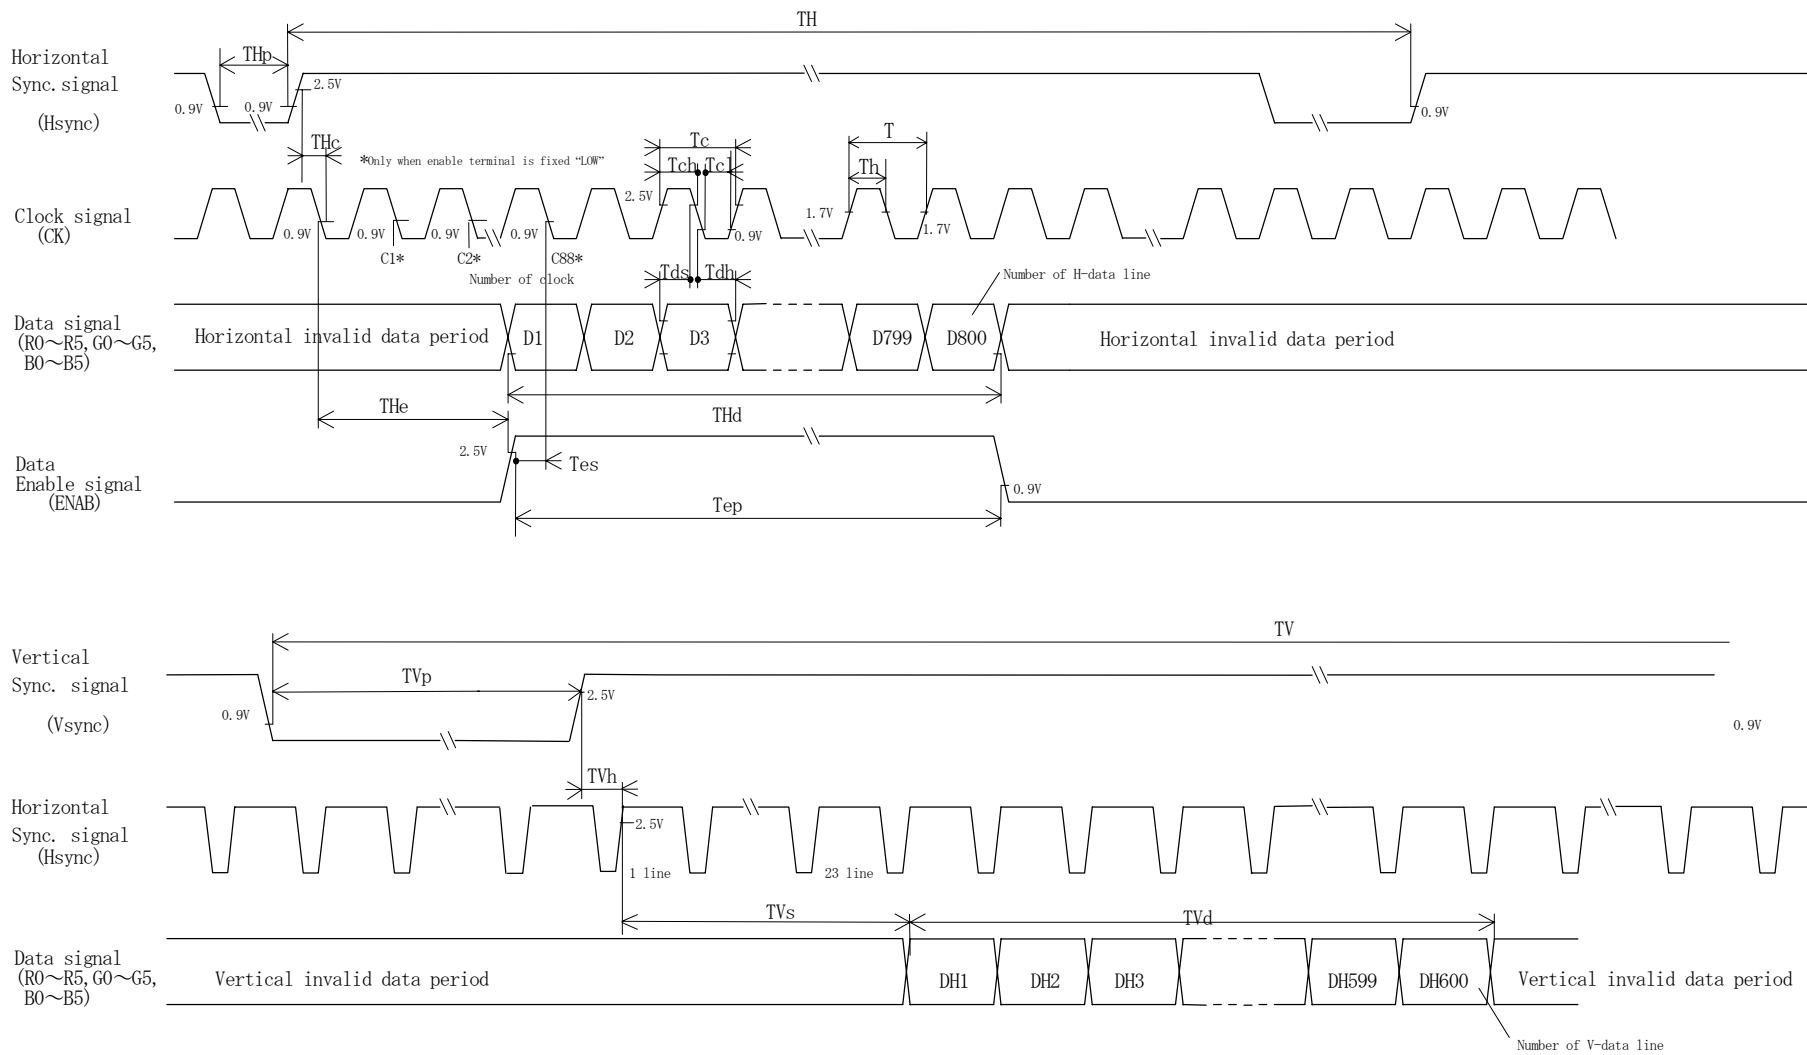 TH
Horizontal
THp
Sync.signal
2.5V
0.9V
0.9V
0.9V
(Hsync)
THc
*Only when enable terminal is fixed “LOW”
Tc
T
Tch
Tcl
Th
2.5V
1.7V
Clock signal
(CK)
0.9V
0.9V
0.9V
0.9V
0.9V
1.7V
C1*
C2*
C88*
Number of clock
Tds
Tdh
Number of H-data line
Data signal
(R0～R5,G0～G5,
B0～B5)
Horizontal invalid data period
D1
D2
D3
D799
D800
Horizontal invalid data period
THe
THd
2.5V
Data
Enable signal
(ENAB)
Tes
0.9V
Tep
TV
Vertical
Sync. signal
TVp
2.5V
0.9V
(Vsync)
0.9V
TVh
Horizontal
Sync. signal
(Hsync)
2.5V
1 line
23 line
TVs
TVd
Data signal
(R0～R5,G0～G5,
B0～B5)
Vertical invalid data period
DH1
DH2
DH3
DH599
DH600
Vertical invalid data period
Number of V-data line